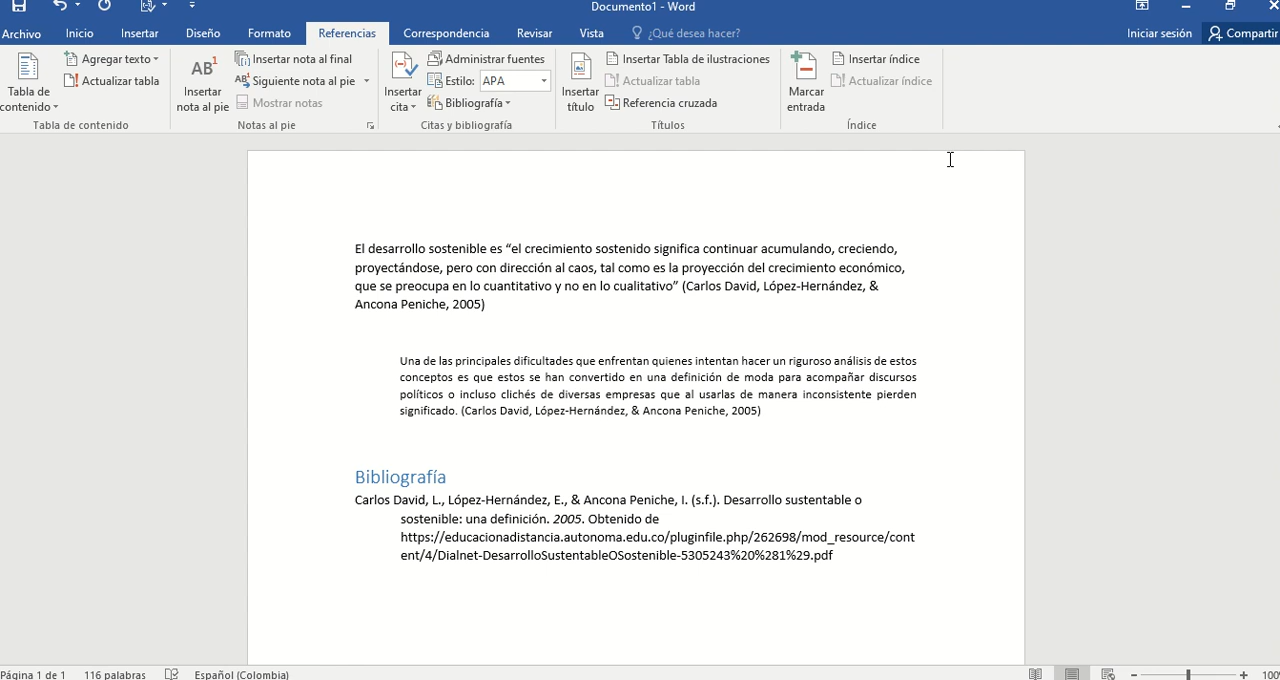 Documento1 - Word
Archivo Inicio Insertar Diseño Formato Referencias Correspondencia Revisar Vista ¿Qué desea hacer? Iniciar sesión Compartir
Tabla de contenido
Agregar texto
Actualizar tabla
Tabla de contenido
AB1
Insertar nota al pie
Insertar nota al final
Siguiente nota al pie
Mostrar notas
Notas al pie
Insertar cita
Administrar fuentes
Estilo: APA
Bibliografía
Citas y bibliografía
Insertar título
Insertar Tabla de ilustraciones
Actualizar tabla
Referencia cruzada
Títulos
Marcar entrada
Insertar índice
Actualizar índice
Índice
El desarrollo sostenible es “el crecimiento sostenido significa continuar acumulando, creciendo,
proyectándose, pero con dirección al caos, tal como es la proyección del crecimiento económico,
que se preocupa en lo cuantitativo y no en lo cualitativo” (Carlos David, López-Hernández, &
Ancona Peniche, 2005)
Una de las principales dificultades que enfrentan quienes intentan hacer un riguroso análisis de estos
conceptos es que estos se han convertido en una definición de moda para acompañar discursos
políticos o incluso clichés de diversas empresas que al usarlas de manera inconsistente pierden
significado. (Carlos David, López-Hernández, & Ancona Peniche, 2005)
Bibliografía
Carlos David, L., López-Hernández, E., & Ancona Peniche, I. (s.f.). Desarrollo sustentable o
sostenible: una definición. 2005. Obtenido de
https://educacionadistancia.autonoma.edu.co/pluginfile.php/262698/mod_resource/cont
ent/4/Dialnet-DesarrolloSustentableOSostenible-5305243%20%281%29.pdf
Página 1 de 1 116 palabras Español (Colombia) 100%